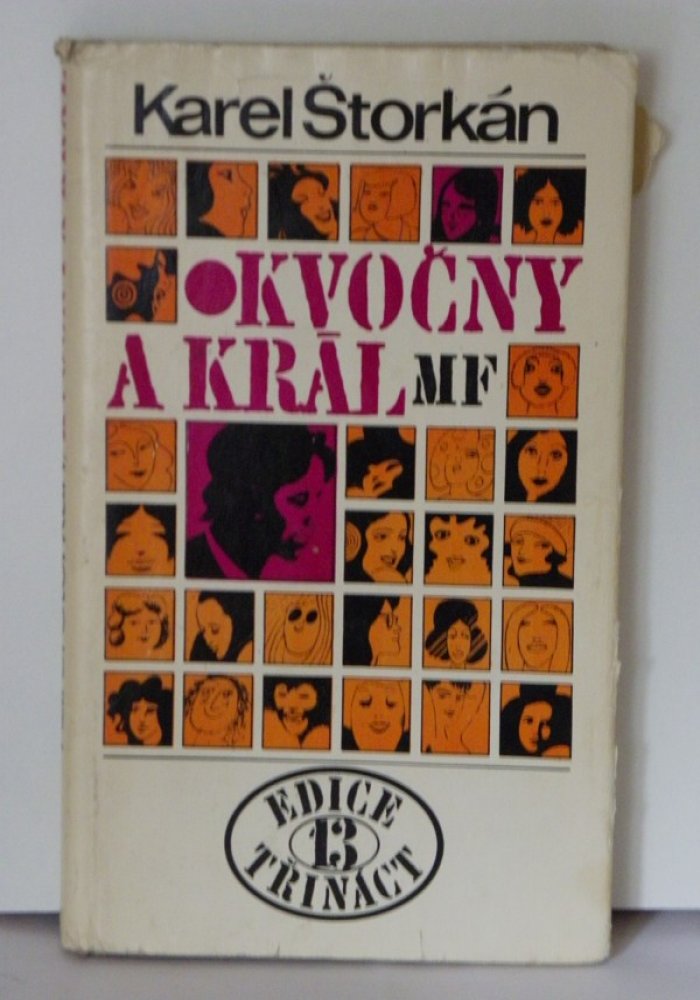 Karel Štorkán
KVOČNY
A KRÁL MF
EDICE
13
TŘINÁCT